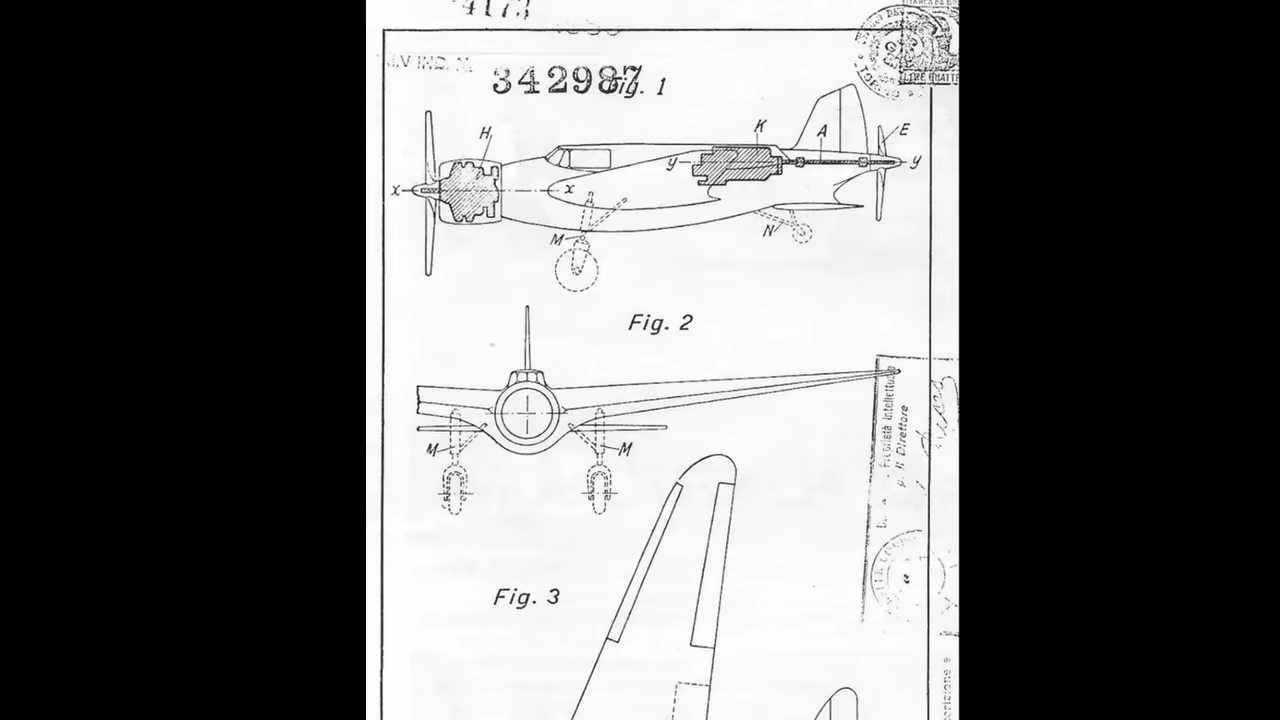 4173
342987
Fig. 1
H
K
A
E
y
y
x
x
M
N
Fig. 2
M
M
Proprietà Intellettuale
p. Il Direttore
Fig. 3